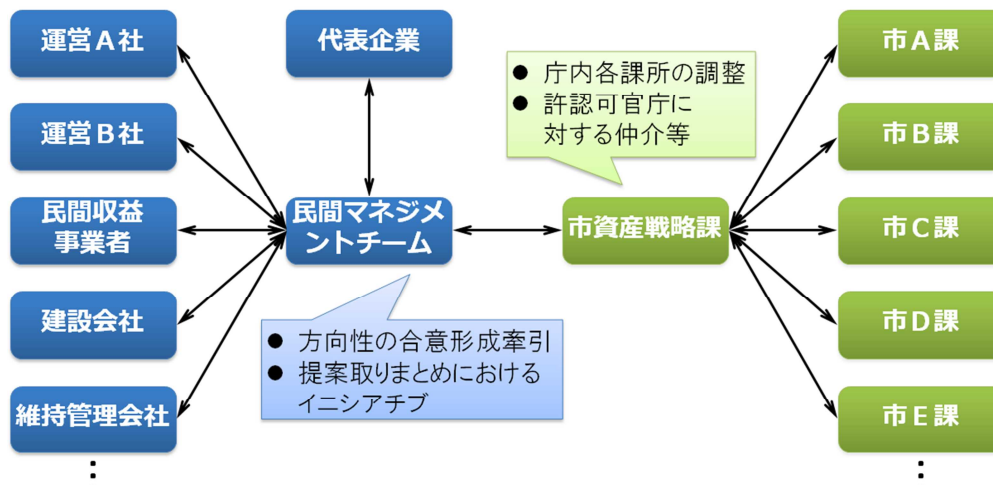 運営A社
代表企業
市A課
● 庁内各課所の調整
● 許認可官庁に
対する仲介等
運営B社
市B課
民間収益
事業者
民間マネジメ
ントチーム
市資産戦略課
市C課
建設会社
市D課
● 方向性の合意形成牽引
● 提案取りまとめにおける
イニシアチブ
維持管理会社
市E課
⋮
⋮